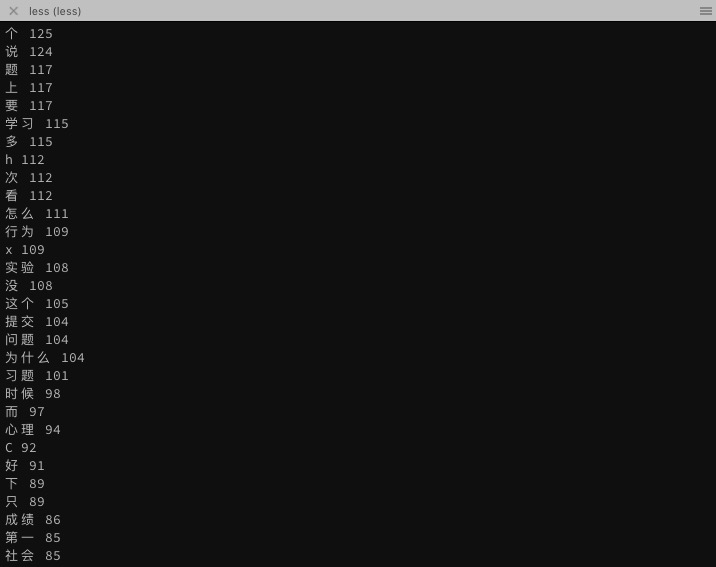 less (less)
个 125
说 124
题 117
上 117
要 117
学习 115
多 115
h 112
次 112
看 112
怎么 111
行为 109
x 109
实验 108
没 108
这个 105
提交 104
问题 104
为什么 104
习题 101
时候 98
而 97
心理 94
C 92
好 91
下 89
只 89
成绩 86
第一 85
社会 85